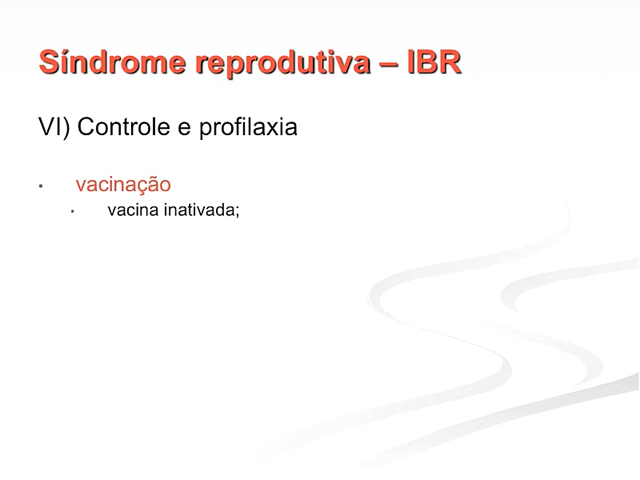 Síndrome reprodutiva – IBR
VI) Controle e profilaxia
• vacinação
• vacina inativada;